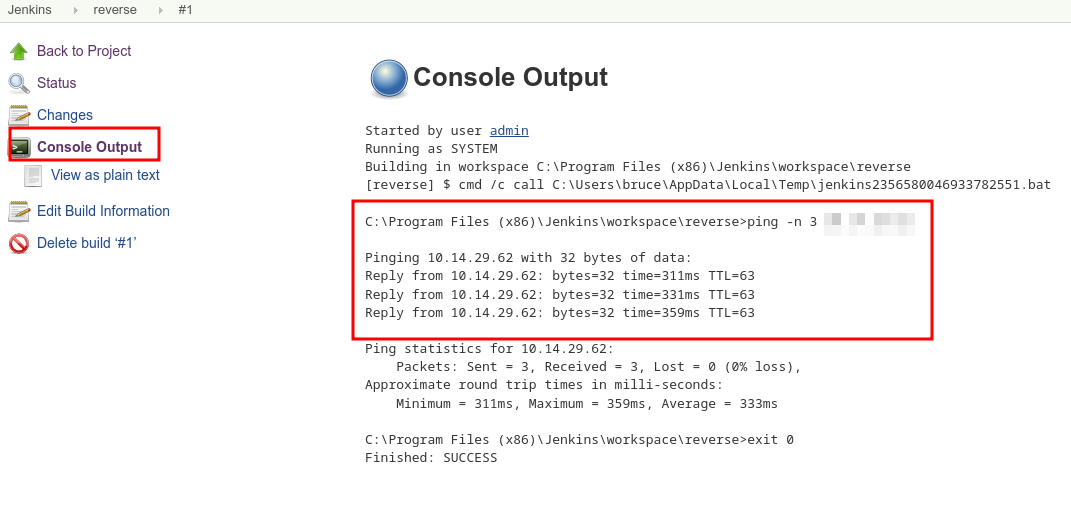 Jenkins reverse #1
Back to Project
Status
Changes
Console Output
View as plain text
Edit Build Information
Delete build ‘#1’
Console Output
Started by user admin
Running as SYSTEM
Building in workspace C:\Program Files (x86)\Jenkins\workspace\reverse
[reverse] $ cmd /c call C:\Users\bruce\AppData\Local\Temp\jenkins2356580046933782551.bat
C:\Program Files (x86)\Jenkins\workspace\reverse>ping -n 3
Pinging 10.14.29.62 with 32 bytes of data:
Reply from 10.14.29.62: bytes=32 time=311ms TTL=63
Reply from 10.14.29.62: bytes=32 time=331ms TTL=63
Reply from 10.14.29.62: bytes=32 time=359ms TTL=63
Ping statistics for 10.14.29.62:
Packets: Sent = 3, Received = 3, Lost = 0 (0% loss),
Approximate round trip times in milli-seconds:
Minimum = 311ms, Maximum = 359ms, Average = 333ms
C:\Program Files (x86)\Jenkins\workspace\reverse>exit 0
Finished: SUCCESS